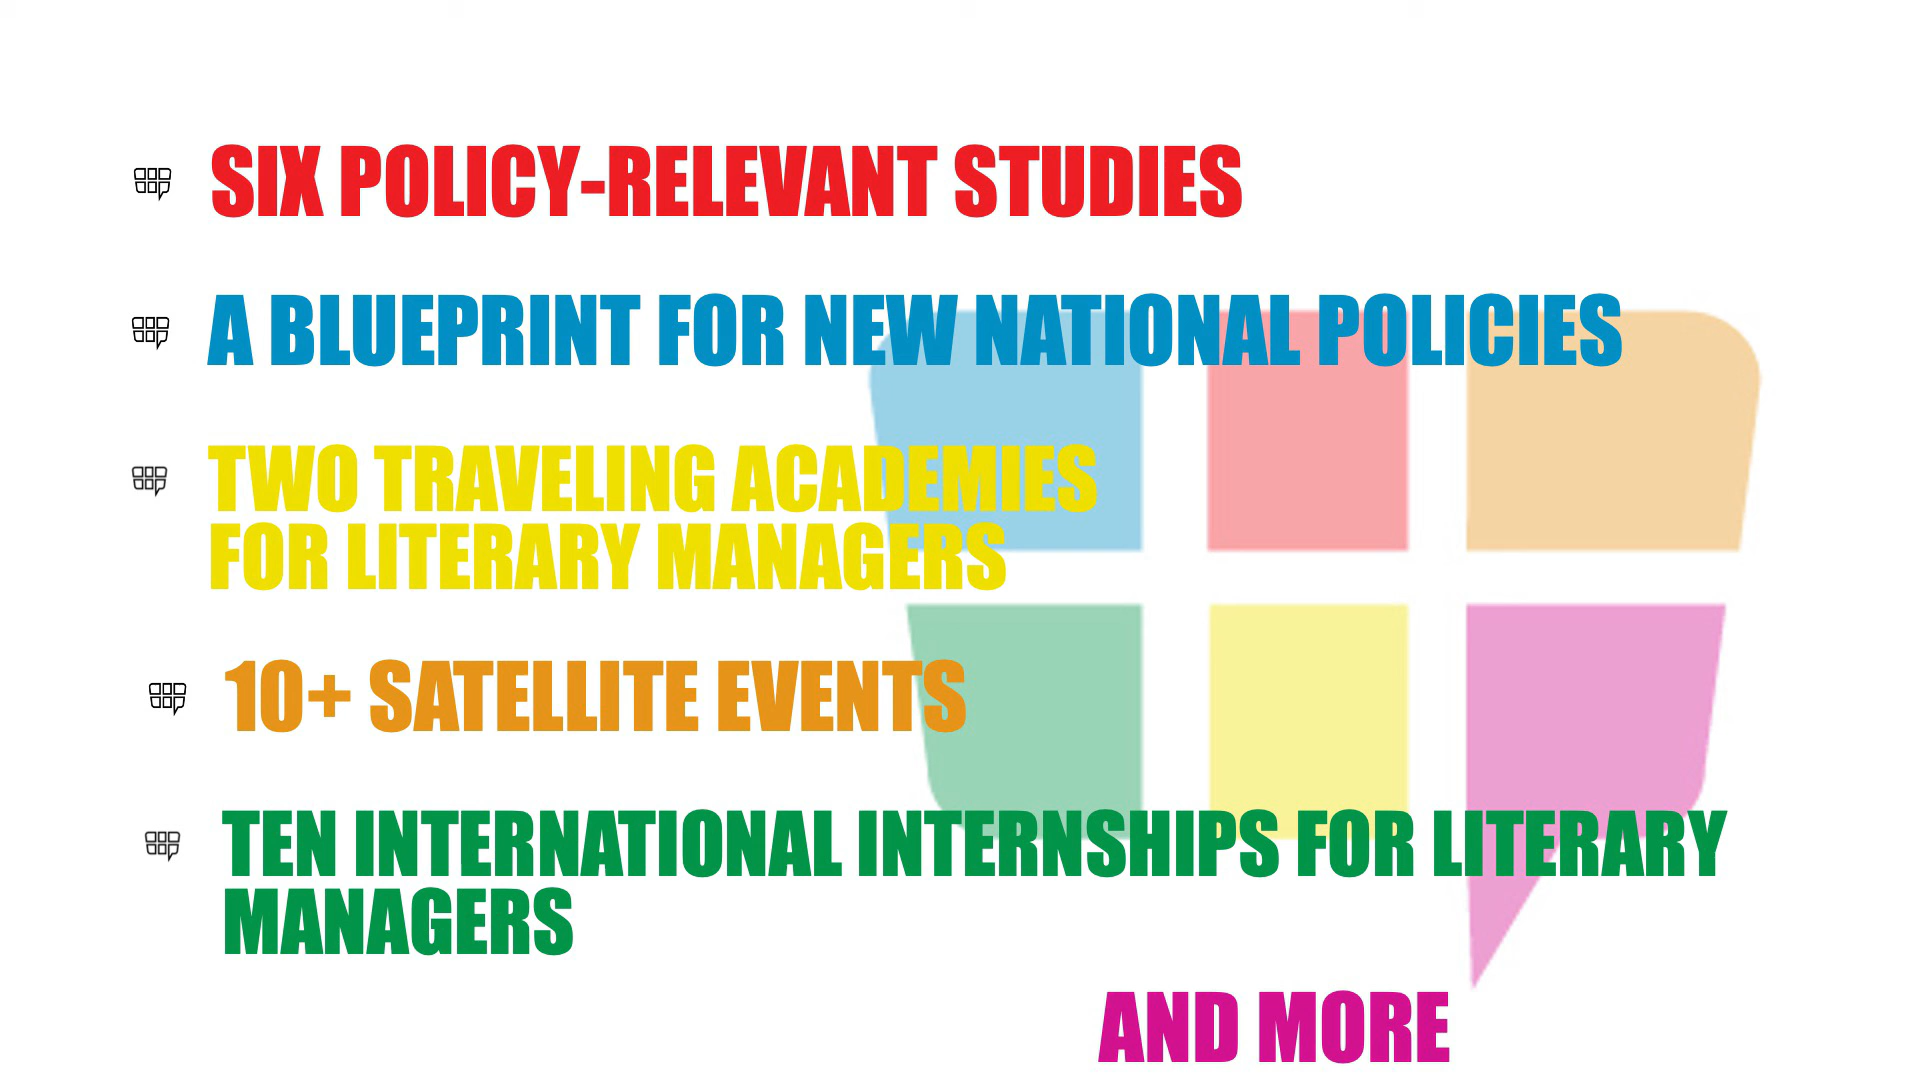 SIX POLICY-RELEVANT STUDIES
A BLUEPRINT FOR NEW NATIONAL POLICIES
TWO TRAVELING ACADEMIES
FOR LITERARY MANAGERS
10+ SATELLITE EVENTS
TEN INTERNATIONAL INTERNSHIPS FOR LITERARY
MANAGERS
AND MORE